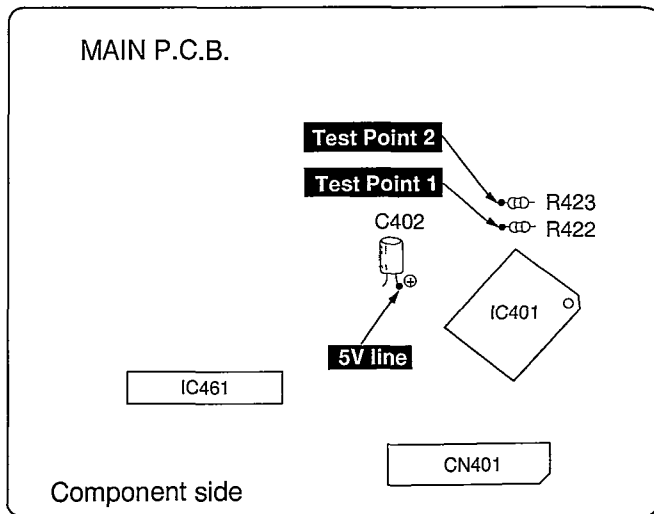 MAIN P.C.B.
Test Point 2
Test Point 1
R423
C402
R422
⊕
IC401
5V line
IC461
CN401
Component side